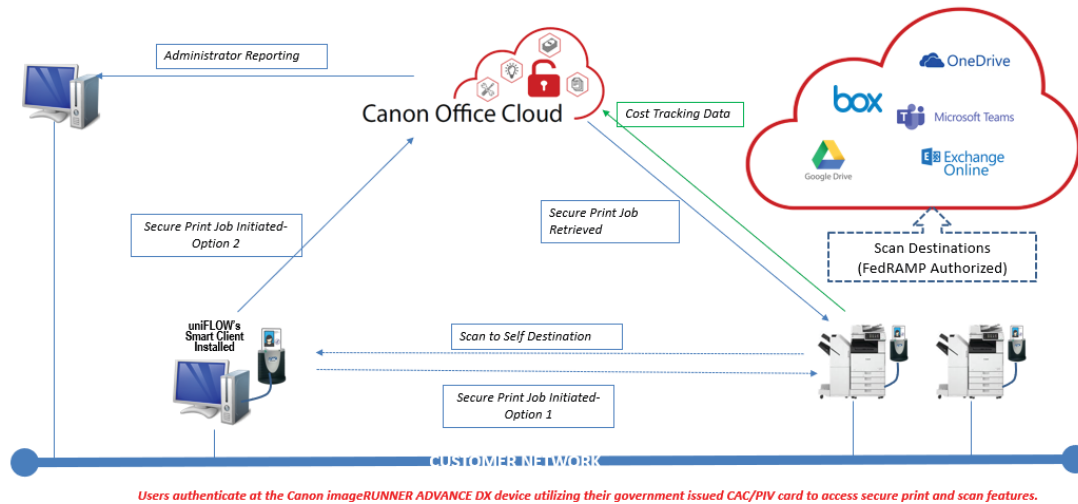 Administrator Reporting
OneDrive
box
Microsoft Teams
Google Drive
Exchange
Online
Canon Office Cloud
Cost Tracking Data
Secure Print Job Initiated-
Option 2
Secure Print Job
Retrieved
Scan Destinations
(FedRAMP Authorized)
uniFLOW's
Smart Client
Installed
Scan to Self Destination
Secure Print Job Initiated-
Option 1
CUSTOMER NETWORK
Users authenticate at the Canon imageRUNNER ADVANCE DX device utilizing their government issued CAC/PIV card to access secure print and scan features.